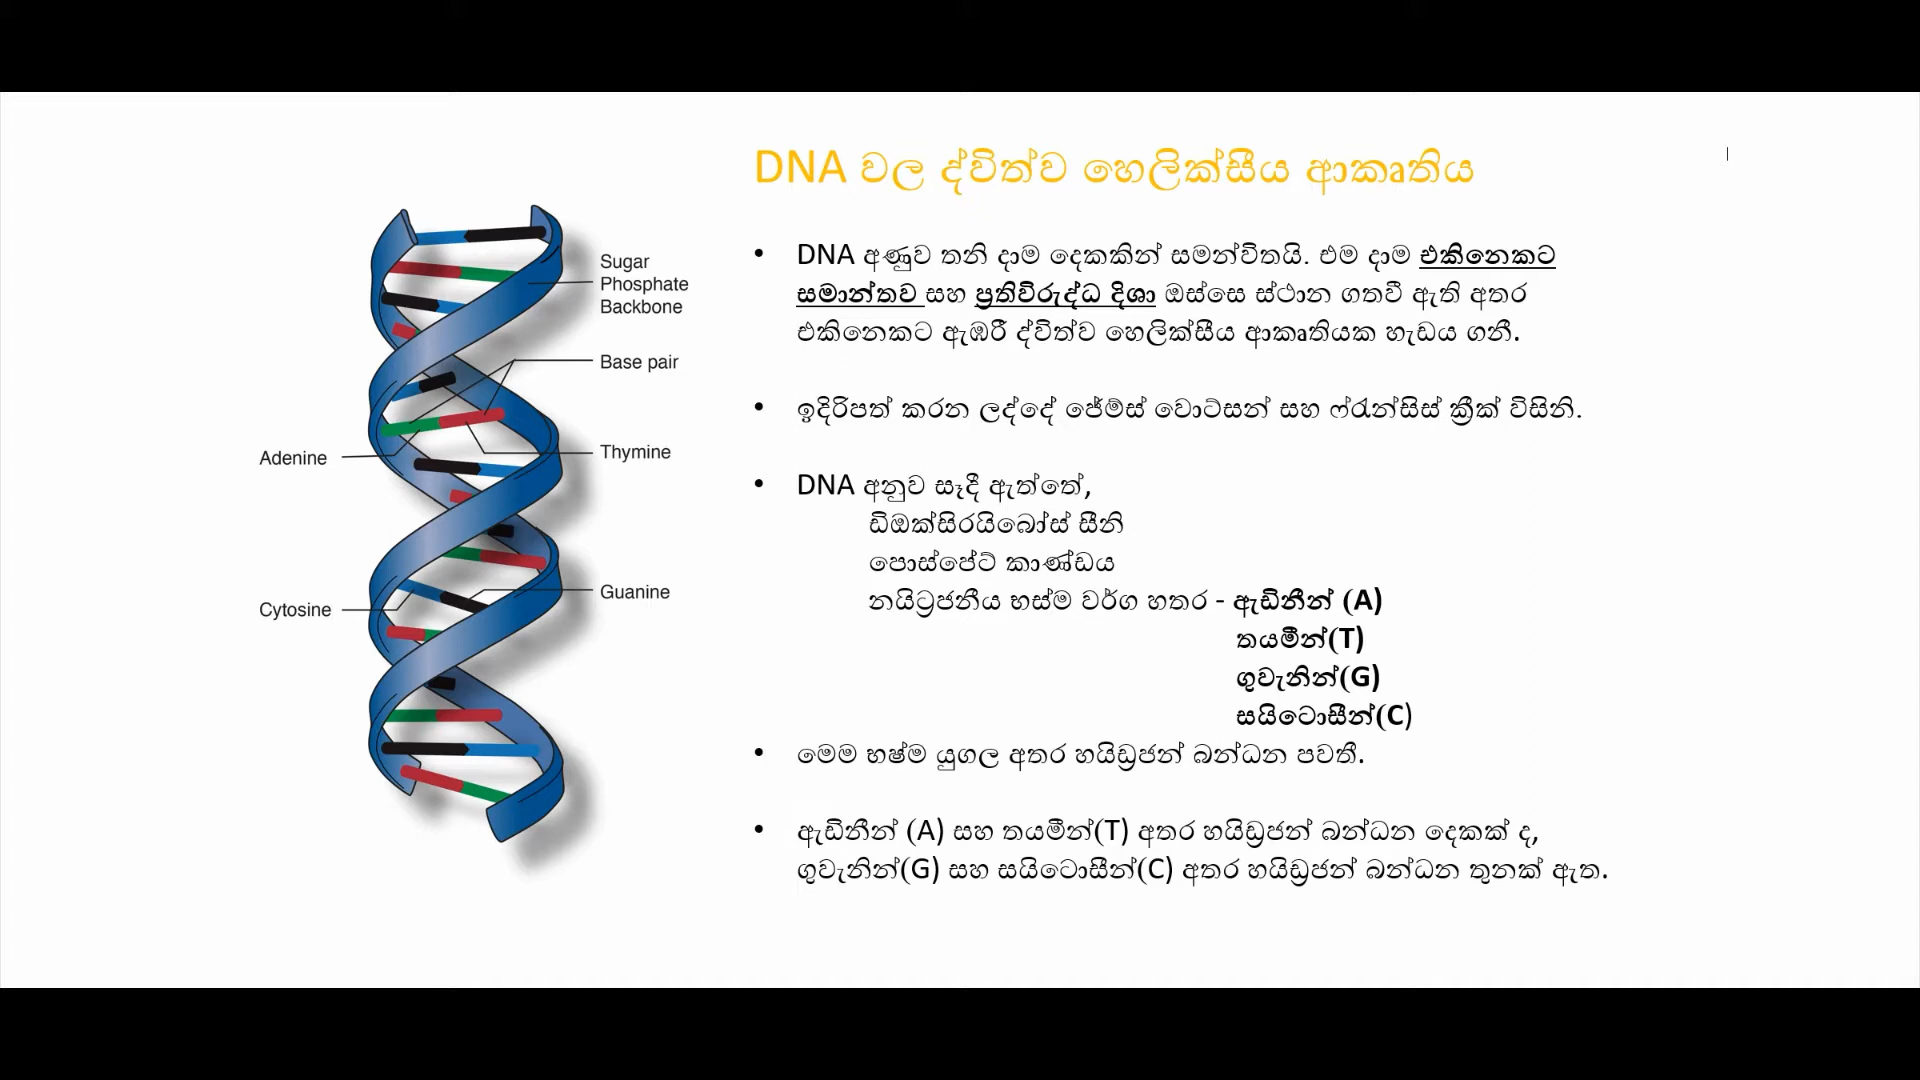 DNA වල ද්විත්ව හෙලික්සීය ආකෘතිය
• DNA අණුව තනි දාම දෙකකින් සමන්විතයි. එම දාම එකිනෙකට
සමාන්තව සහ ප්‍රතිවිරුද්ධ දිශා ඔස්සෙ ස්ථාන ගතවී ඇති අතර
එකිනෙකට ඇඹරී ද්විත්ව හෙලික්සීය ආකෘතියක හැඩය ගනී.
• ඉදිරිපත් කරන ලද්දේ ජේම්ස් වොට්සන් සහ ෆ්රැන්සිස් ක්‍රීක් විසිනි.
• DNA අනුව සෑදී ඇත්තේ,
ඩිඔක්සිරයිබෝස් සීනි
පොස්පේට් කාණ්ඩය
නයිට්‍රජනීය භස්ම වර්ග හතර - ඇඩිනීන් (A)
තයමීන්(T)
ගුවැනින්(G)
සයිටොසීන්(C)
• මෙම භෂ්ම යුගල අතර හයිඩ්‍රජන් බන්ධන පවතී.
• ඇඩිනීන් (A) සහ තයමීන්(T) අතර හයිඩ්‍රජන් බන්ධන දෙකක් ද,
ගුවැනින්(G) සහ සයිටොසීන්(C) අතර හයිඩ්‍රජන් බන්ධන තුනක් ඇත.
Sugar
Phosphate
Backbone
Base pair
Adenine
Thymine
Cytosine
Guanine